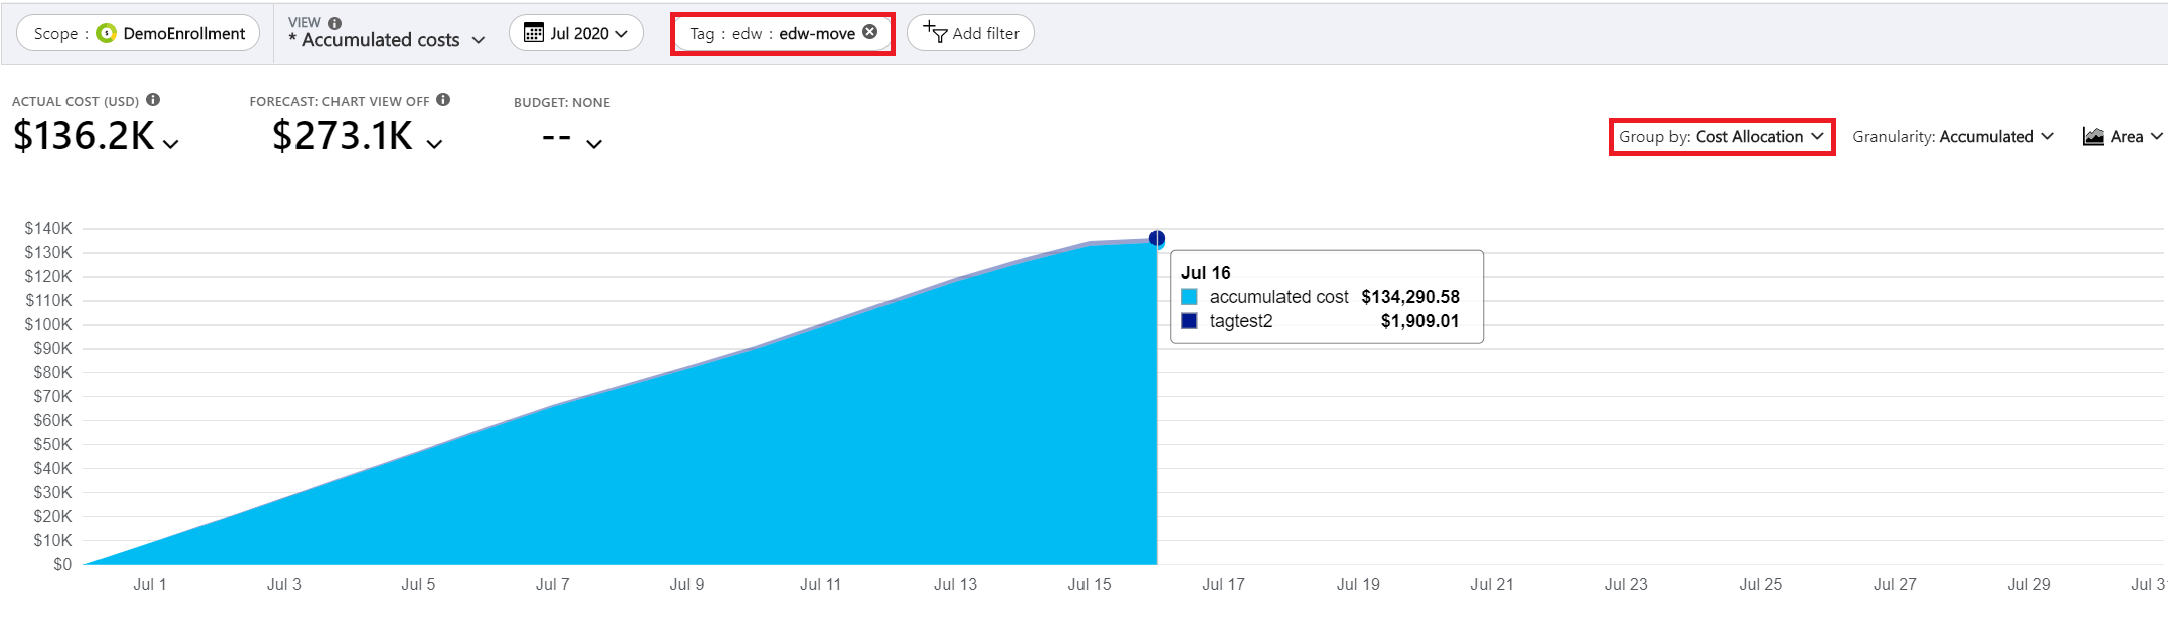 Scope : DemoEnrollment
VIEW
* Accumulated costs
Jul 2020
Tag : edw : edw-move
Add filter
ACTUAL COST (USD)
$136.2K
FORECAST: CHART VIEW OFF
$273.1K
BUDGET: NONE
--
Group by: Cost Allocation
Granularity: Accumulated
Area
$140K
$130K
$120K
$110K
$100K
$90K
$80K
$70K
$60K
$50K
$40K
$30K
$20K
$10K
$0
Jul 16
accumulated cost $134,290.58
tagtest2 $1,909.01
Jul 1 Jul 3 Jul 5 Jul 7 Jul 9 Jul 11 Jul 13 Jul 15 Jul 17 Jul 19 Jul 21 Jul 23 Jul 25 Jul 27 Jul 29 Jul 3